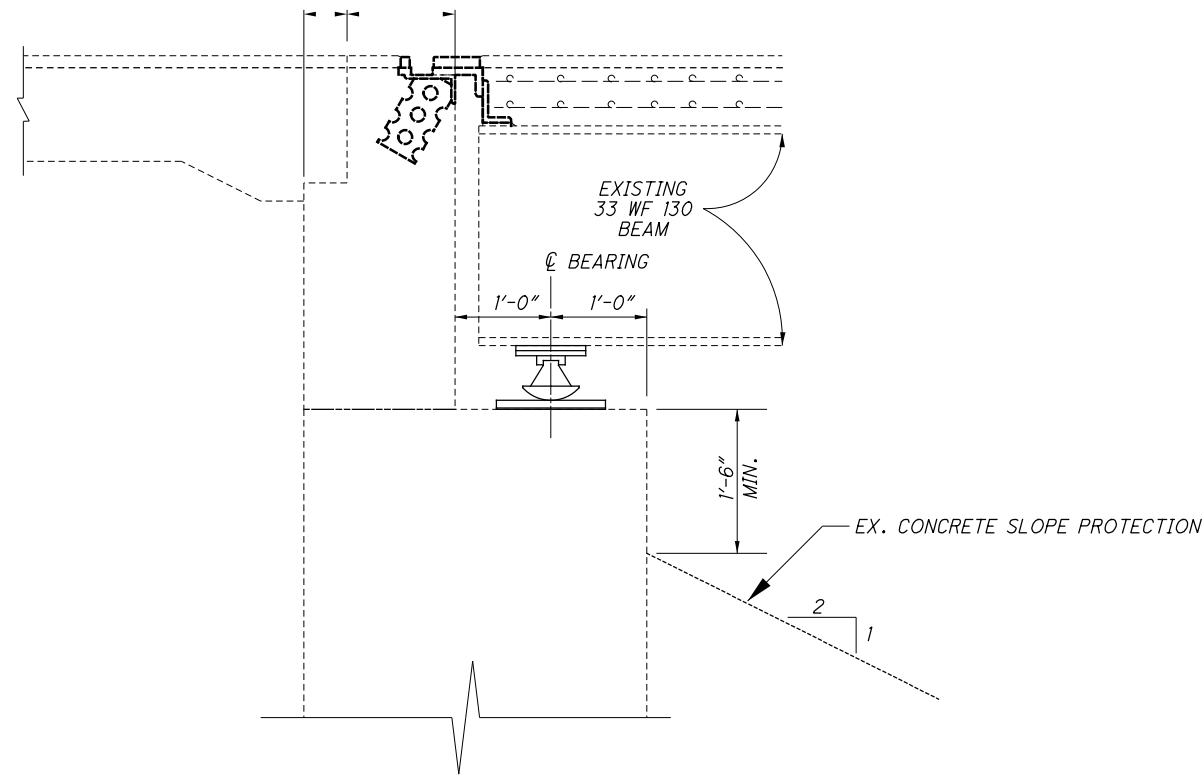 EXISTING
33 WF 130
BEAM
℄ BEARING
1'-0"
1'-0"
1'-6"
MIN.
EX. CONCRETE SLOPE PROTECTION
2
1